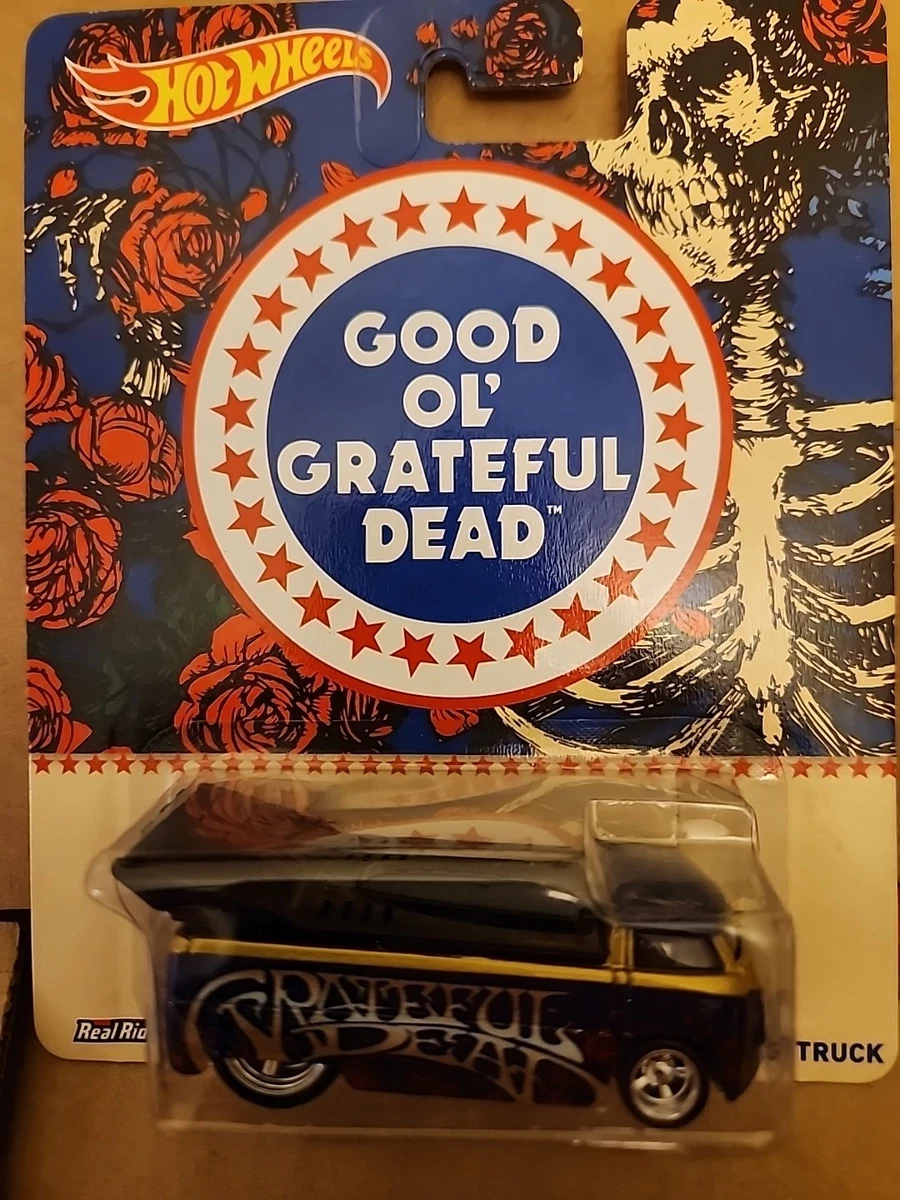 HOT WHEELS
GOOD
OL'
GRATEFUL
DEAD™
GRATEFUL
DEAD
Real Rid
TRUCK